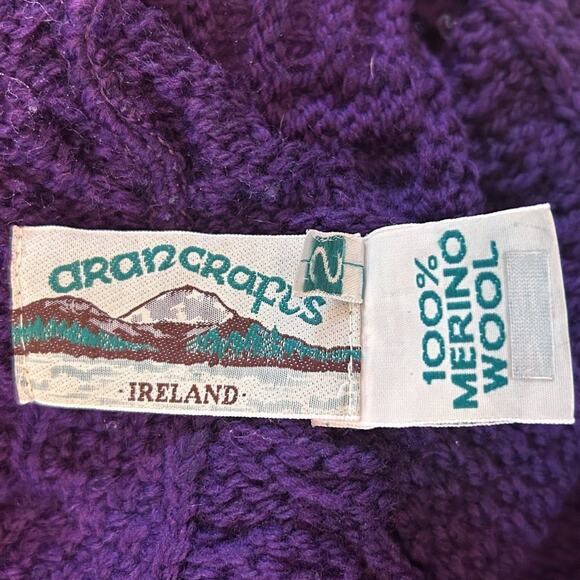 arancrafts
·IRELAND·
100%
MERINO
WOOL